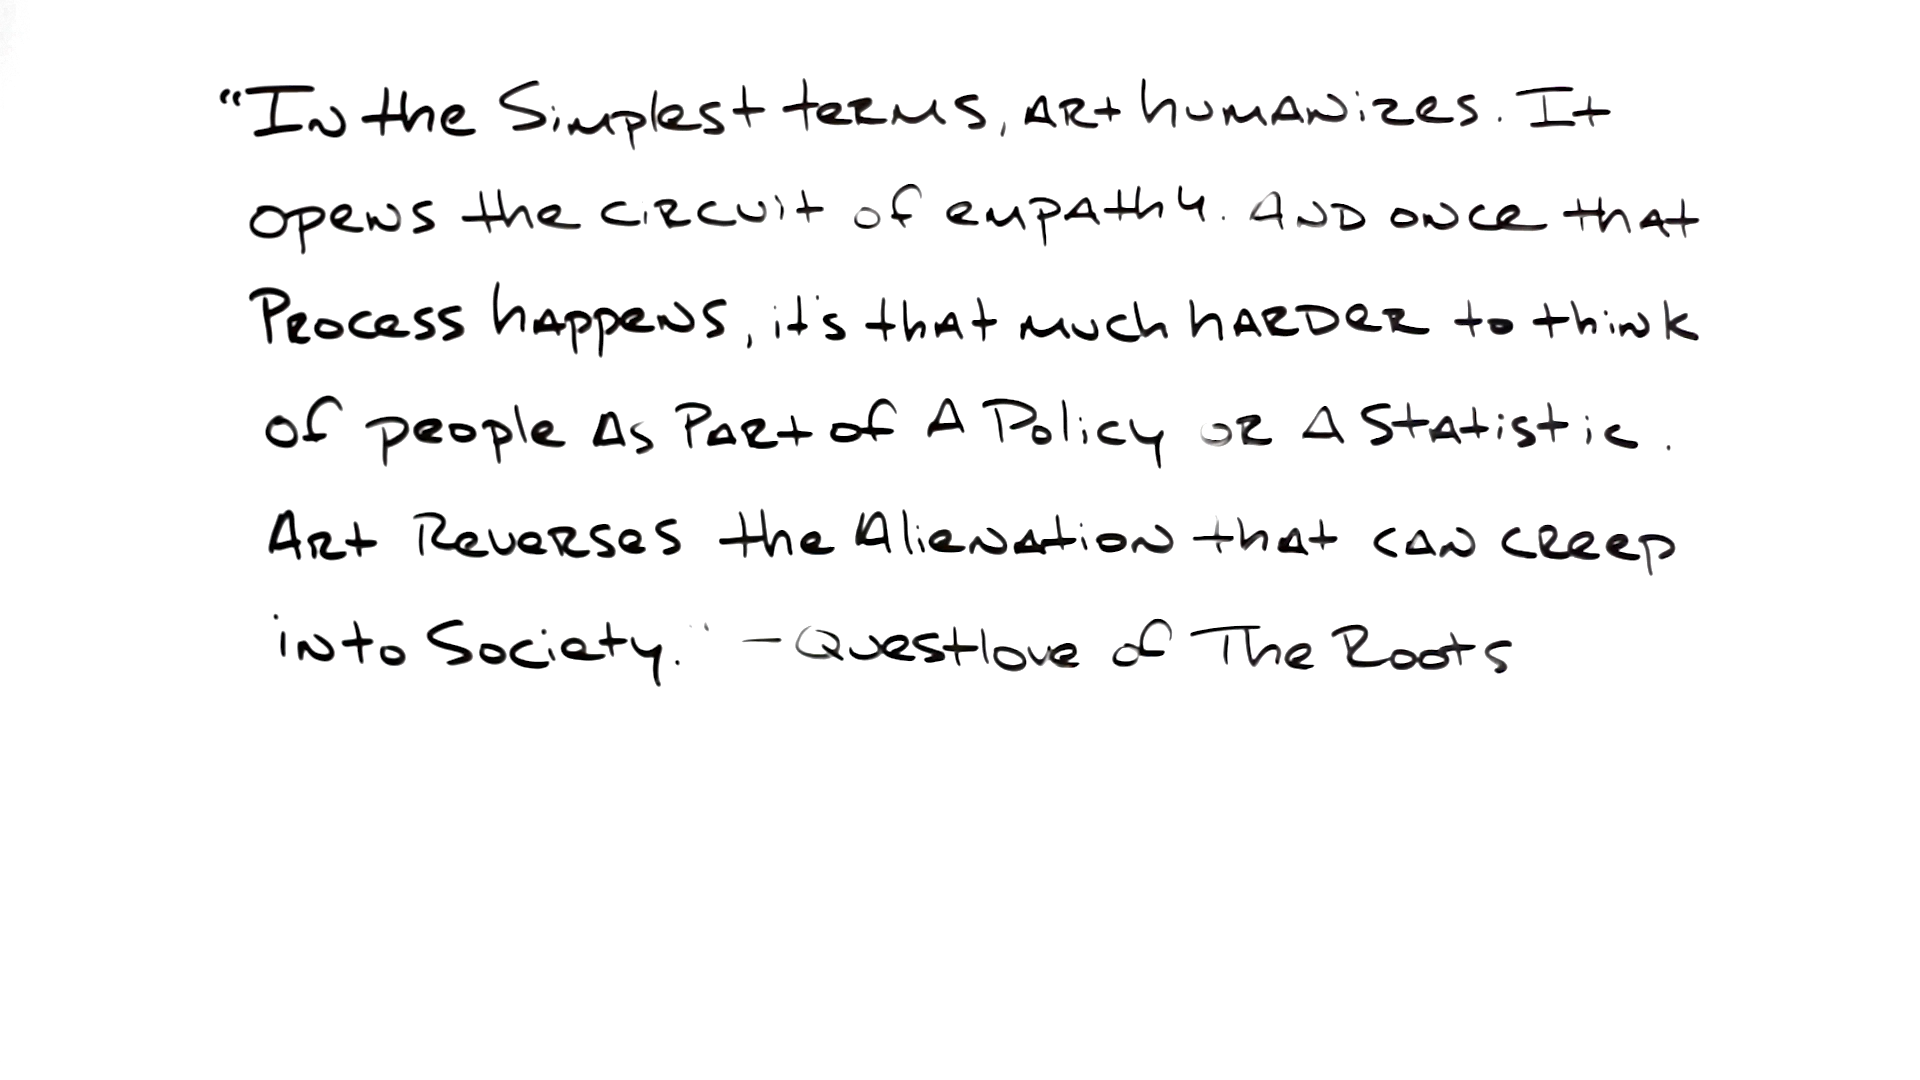 "In the Simplest terms, Art humanizes. It
opens the circuit of empathy. And once that
Process happens, it's that much harder to think
of people As Part of A Policy or A Statistic.
Art Reverses the Alienation that can creep
into Society." - Questlove of The Roots